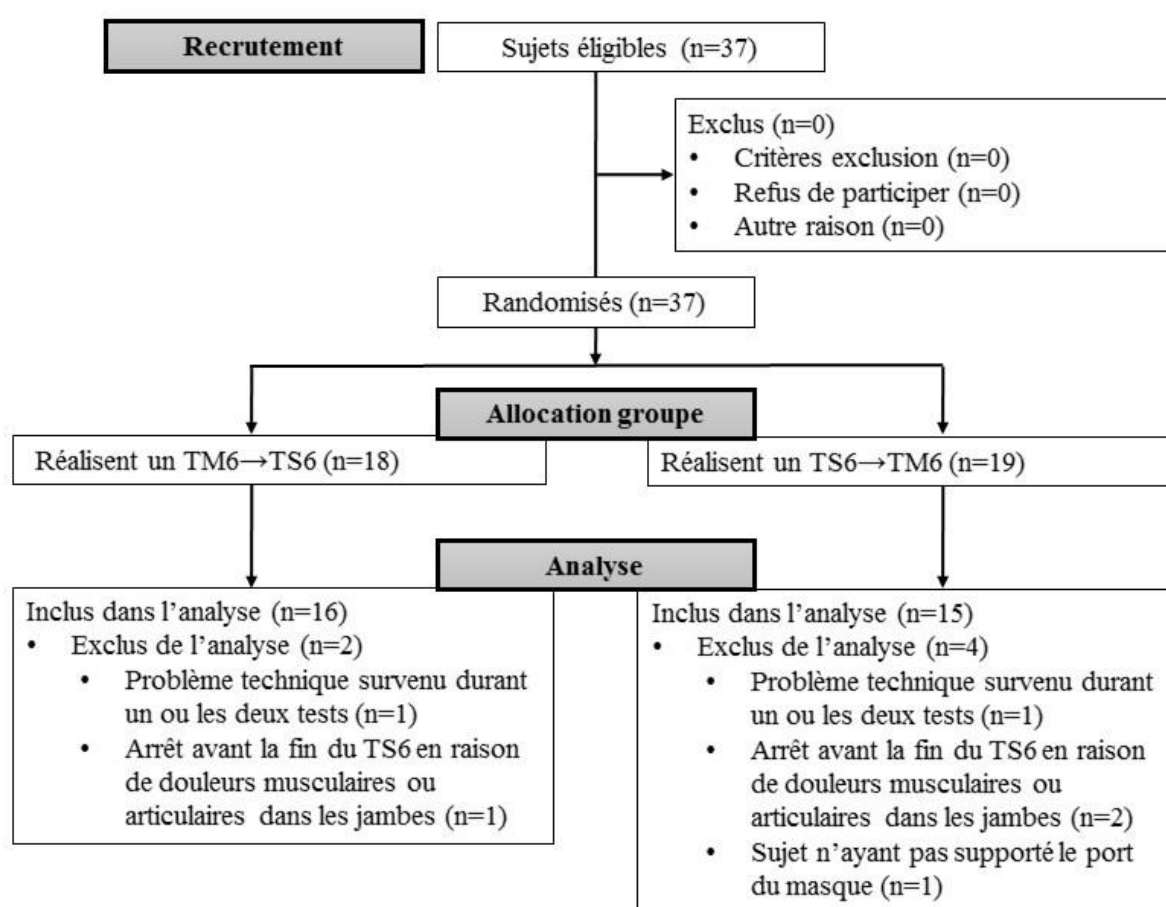 Recrutement
Sujets éligibles (n=37)
Exclus (n=0)
• Critères exclusion (n=0)
• Refus de participer (n=0)
• Autre raison (n=0)
Randomisés (n=37)
Allocation groupe
Réalisent un TM6→TS6 (n=18)
Réalisent un TS6→TM6 (n=19)
Analyse
Inclus dans l’analyse (n=16)
• Exclus de l’analyse (n=2)
• Problème technique survenu durant
un ou les deux tests (n=1)
• Arrêt avant la fin du TS6 en raison
de douleurs musculaires ou
articulaires dans les jambes (n=1)
Inclus dans l’analyse (n=15)
• Exclus de l’analyse (n=4)
• Problème technique survenu durant
un ou les deux tests (n=1)
• Arrêt avant la fin du TS6 en raison
de douleurs musculaires ou
articulaires dans les jambes (n=2)
• Sujet n’ayant pas supporté le port
du masque (n=1)